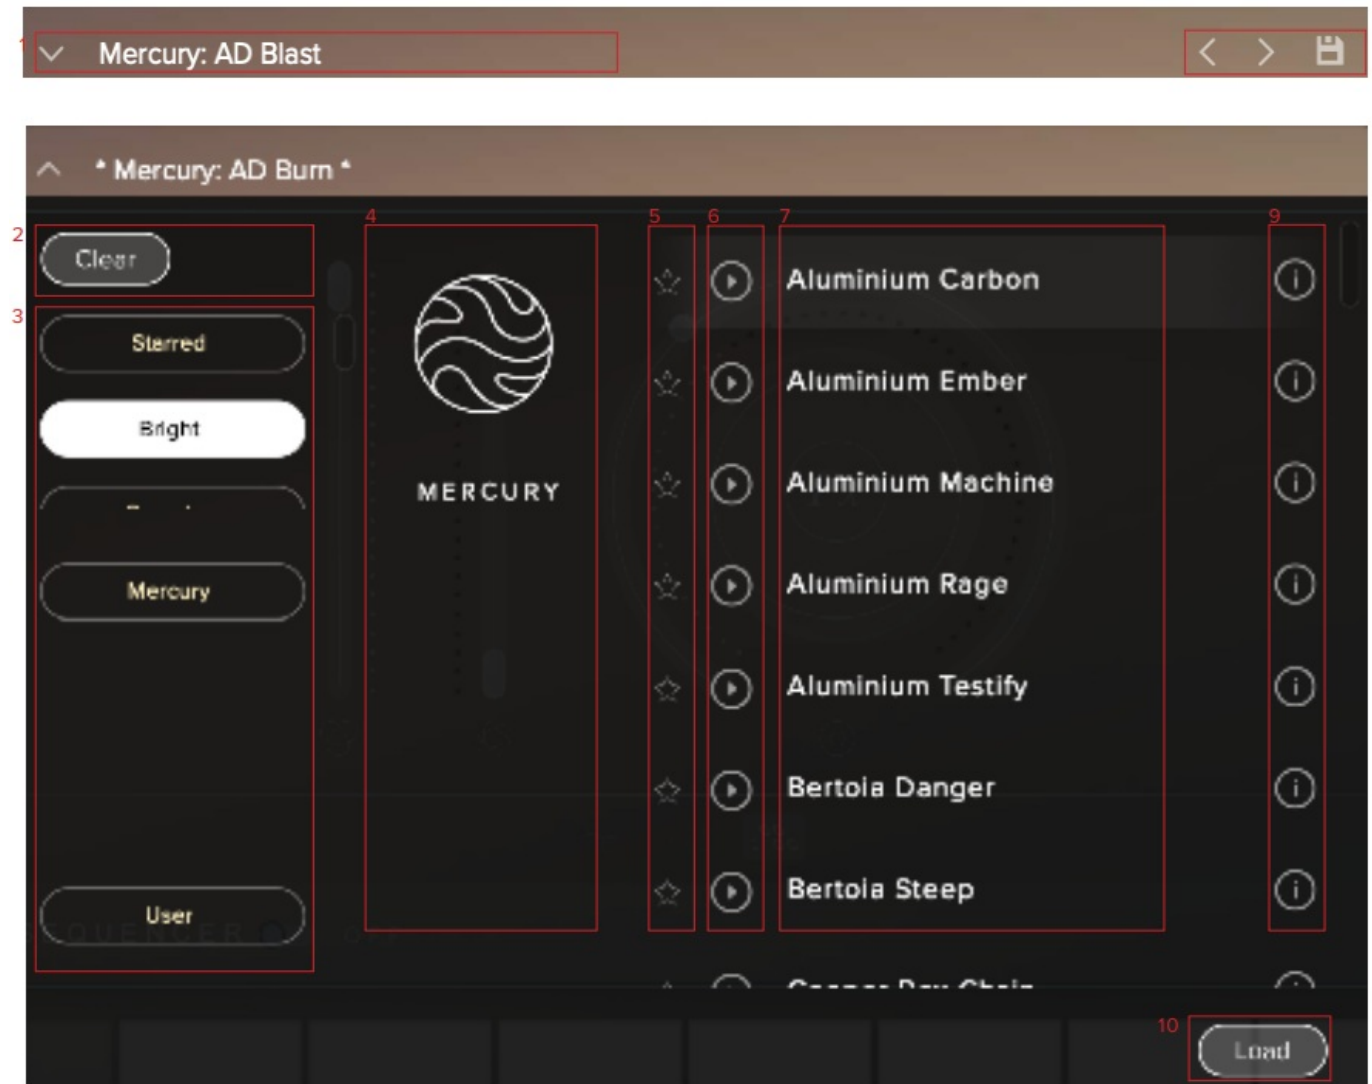 1
Mercury: AD Blast
* Mercury: AD Burn *
2
4
5
6
7
9
Clear
3
Starred
Bright
Mercury
User
MERCURY
Aluminium Carbon
Aluminium Ember
Aluminium Machine
Aluminium Rage
Aluminium Testify
Bertoia Danger
Bertoia Steep
10
Load